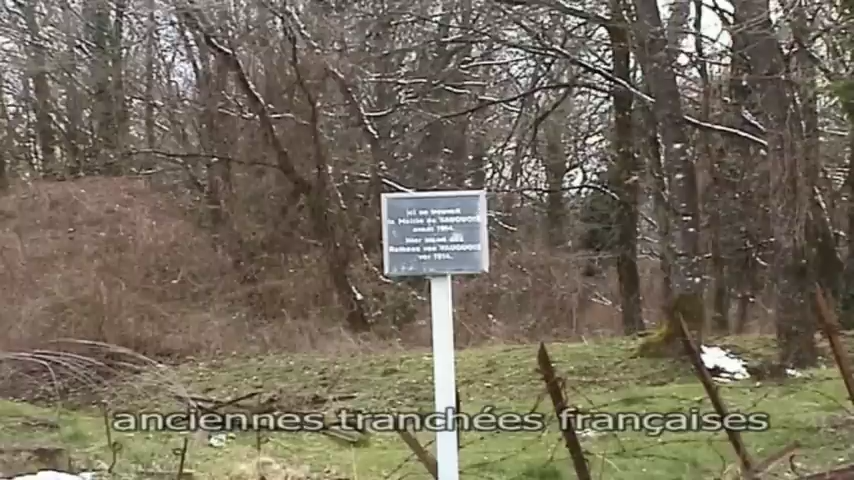 Ici se trouvait
la Mairie de VAUQUOIS
avant 1914.
Hier stand das
Rathaus von VAUQUOIS
vor 1914.
anciennes tranchées françaises